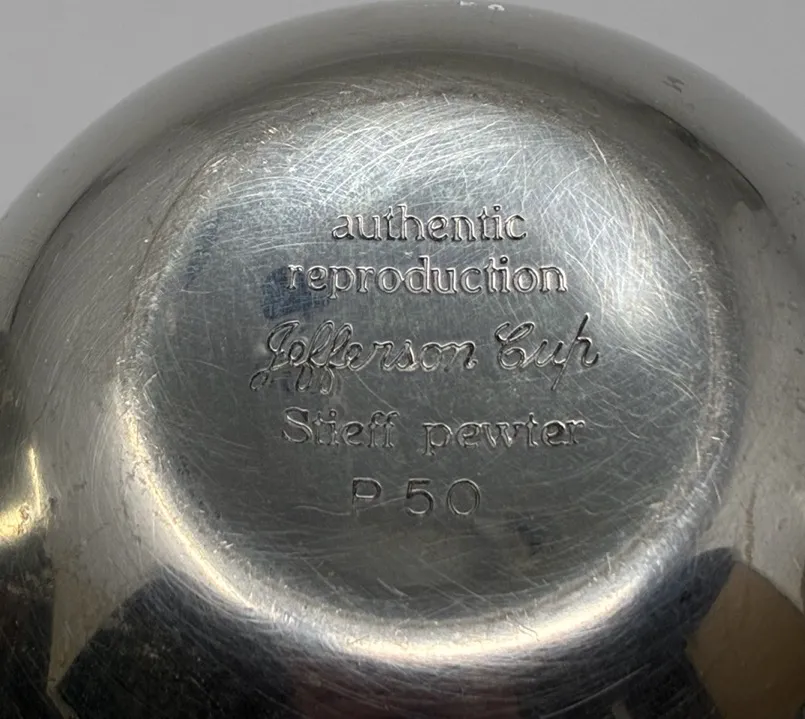 authentic
reproduction
Jefferson Cup
Stieff pewter
P 50